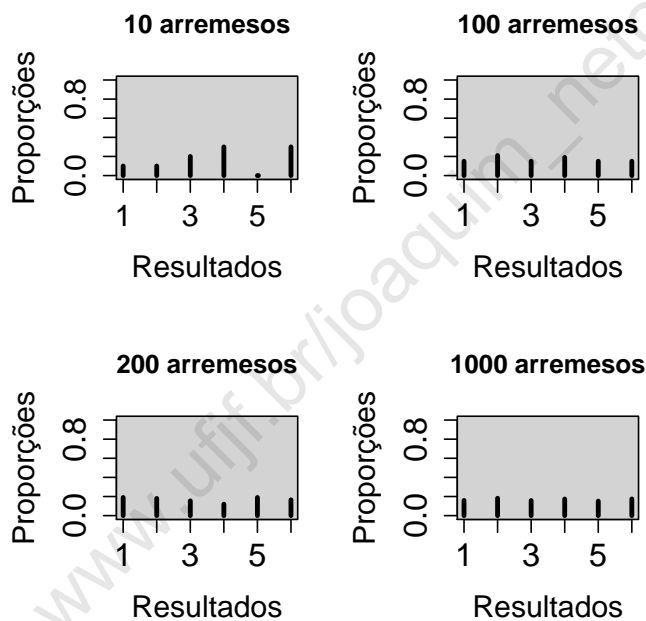 10 arremesos
Proporções
0.0 0.8
1 3 5
Resultados
100 arremesos
Proporções
0.0 0.8
1 3 5
Resultados
200 arremesos
Proporções
0.0 0.8
1 3 5
Resultados
1000 arremesos
Proporções
0.0 0.8
1 3 5
Resultados
www.ufjf.br/joaquim_neto